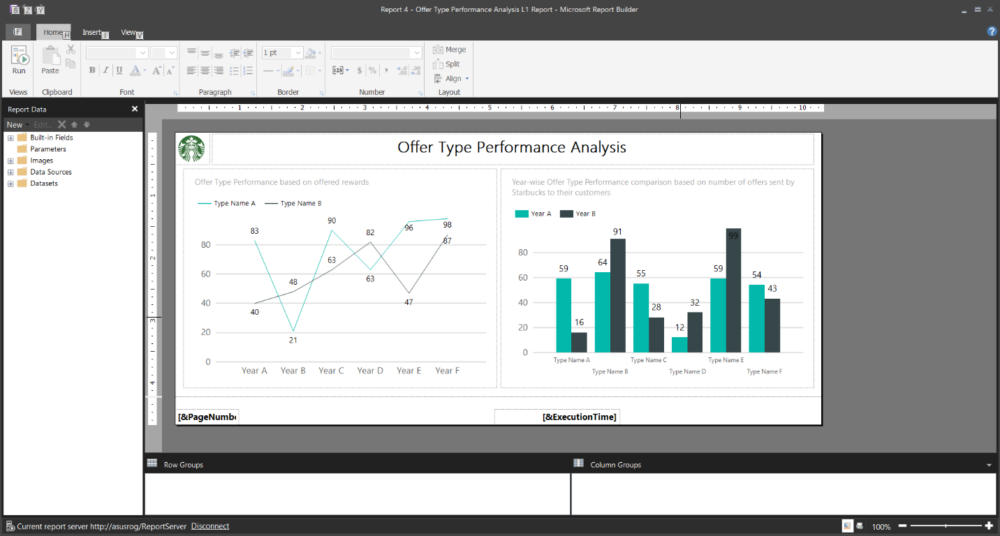 S Z Y
Report 4 - Offer Type Performance Analysis L1 Report - Microsoft Report Builder
F Home H Insert I View V
?
1 pt
Merge
Split
Align
Run Paste
B I U A A A
$ % ,
Views Clipboard Font Paragraph Border Number Layout
Report Data
New Edit...
Built-in Fields
Parameters
Images
Data Sources
Datasets
1 2 3 4 5 6 7 8 9 10
1
2
3
4
Offer Type Performance Analysis
Offer Type Performance based on offered rewards
Type Name A Type Name B
83 21 90 63 96 98
40 48 63 82 47 87
80
60
40
20
0
Year A Year B Year C Year D Year E Year F
Year-wise Offer Type Performance comparison based on number of offers sent by
Starbucks to their customers
Year A Year B
59 64 55 12 59 54
16 91 28 32 99 43
80
60
40
20
0
Type Name A Type Name C Type Name E
Type Name B Type Name D Type Name F
[&PageNumbe
[&ExecutionTime]
Row Groups
Column Groups
Current report server http://asusrog/ReportServer Disconnect
100%